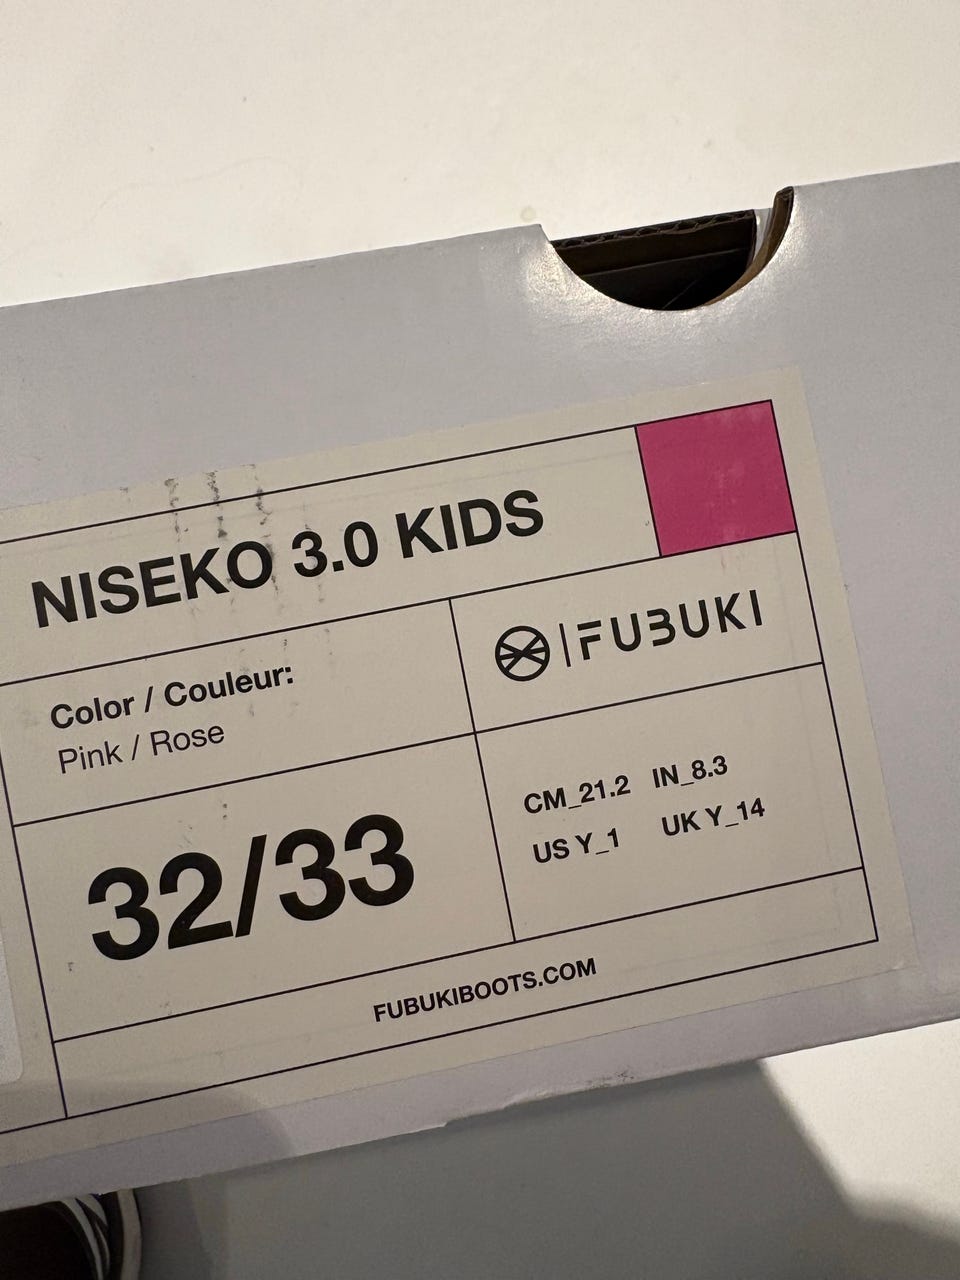 NISEKO 3.0 KIDS
Color / Couleur:
Pink / Rose
FUBUKI
32/33
CM_21.2 IN_8.3
US Y_1 UK Y_14
FUBUKIBOOTS.COM